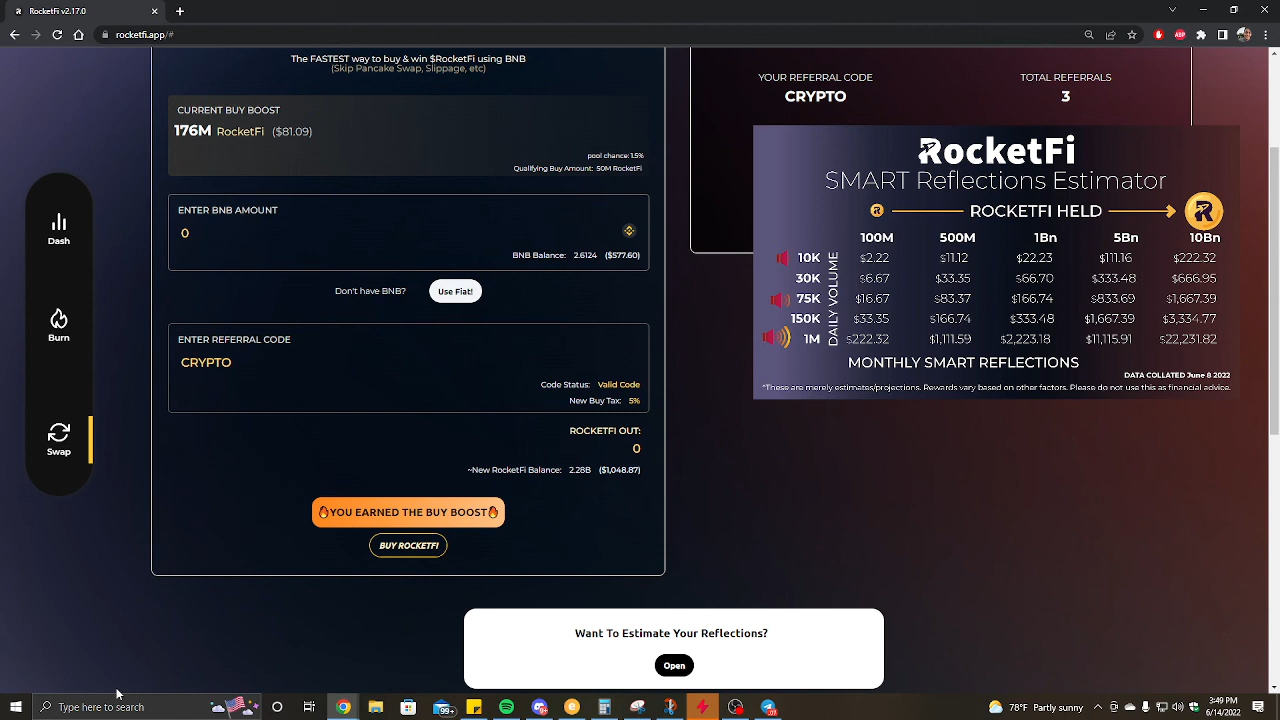 RocketFi v2.17.0
rocketfi.app/#
ABP
The FASTEST way to buy & win $RocketFi using BNB
(Skip Pancake Swap, Slippage, etc)
CURRENT BUY BOOST
176M RocketFi ($81.09)
pool chance: 1.5%
Qualifying Buy Amount: 50M RocketFi
ENTER BNB AMOUNT
0
BNB Balance: 2.6124 ($577.60)
Don't have BNB?
Use Fiat!
ENTER REFERRAL CODE
CRYPTO
Code Status: Valid Code
New Buy Tax: 5%
ROCKETFI OUT:
0
~New RocketFi Balance: 2.28B ($1,048.87)
🔥YOU EARNED THE BUY BOOST🔥
BUY ROCKETFI
Dash
Burn
Swap
YOUR REFERRAL CODE
CRYPTO
TOTAL REFERRALS
3
RocketFi
SMART Reflections Estimator
ROCKETFI HELD
100M 500M 1Bn 5Bn 10Bn
DAILY VOLUME
10K $2.22 $11.12 $22.23 $111.16 $222.32
30K $6.67 $33.35 $66.70 $333.48 $666.95
75K $16.67 $83.37 $166.74 $833.69 $1,667.39
150K $33.35 $166.74 $333.48 $1,667.39 $3,334.77
1M $222.32 $1,111.59 $2,223.18 $11,115.91 $22,231.82
MONTHLY SMART REFLECTIONS
DATA COLLATED June 8 2022
*These are merely estimates/projections. Rewards vary based on other factors. Please do not use this as financial advice.
Want To Estimate Your Reflections?
Open
Type here to search
99+
78°F Partly sunny
3:49 PM
6/14/2022